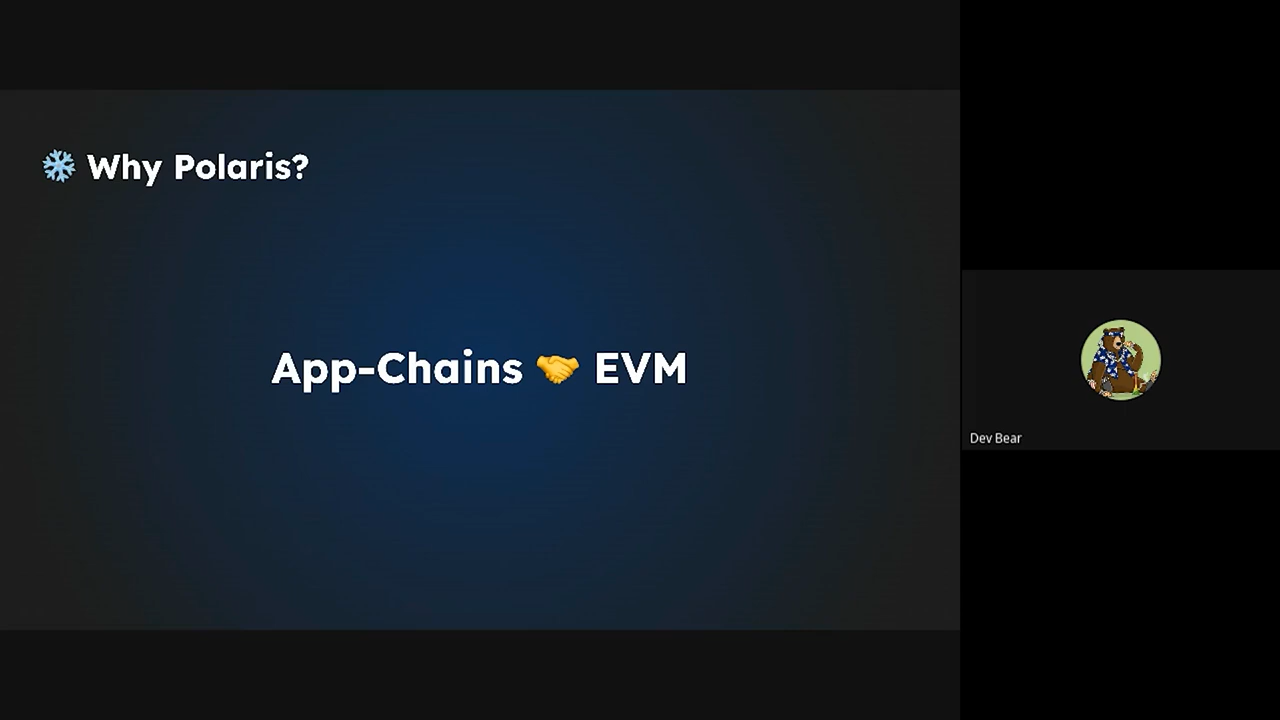 ❄️ Why Polaris?
App-Chains 🤝 EVM
Dev Bear